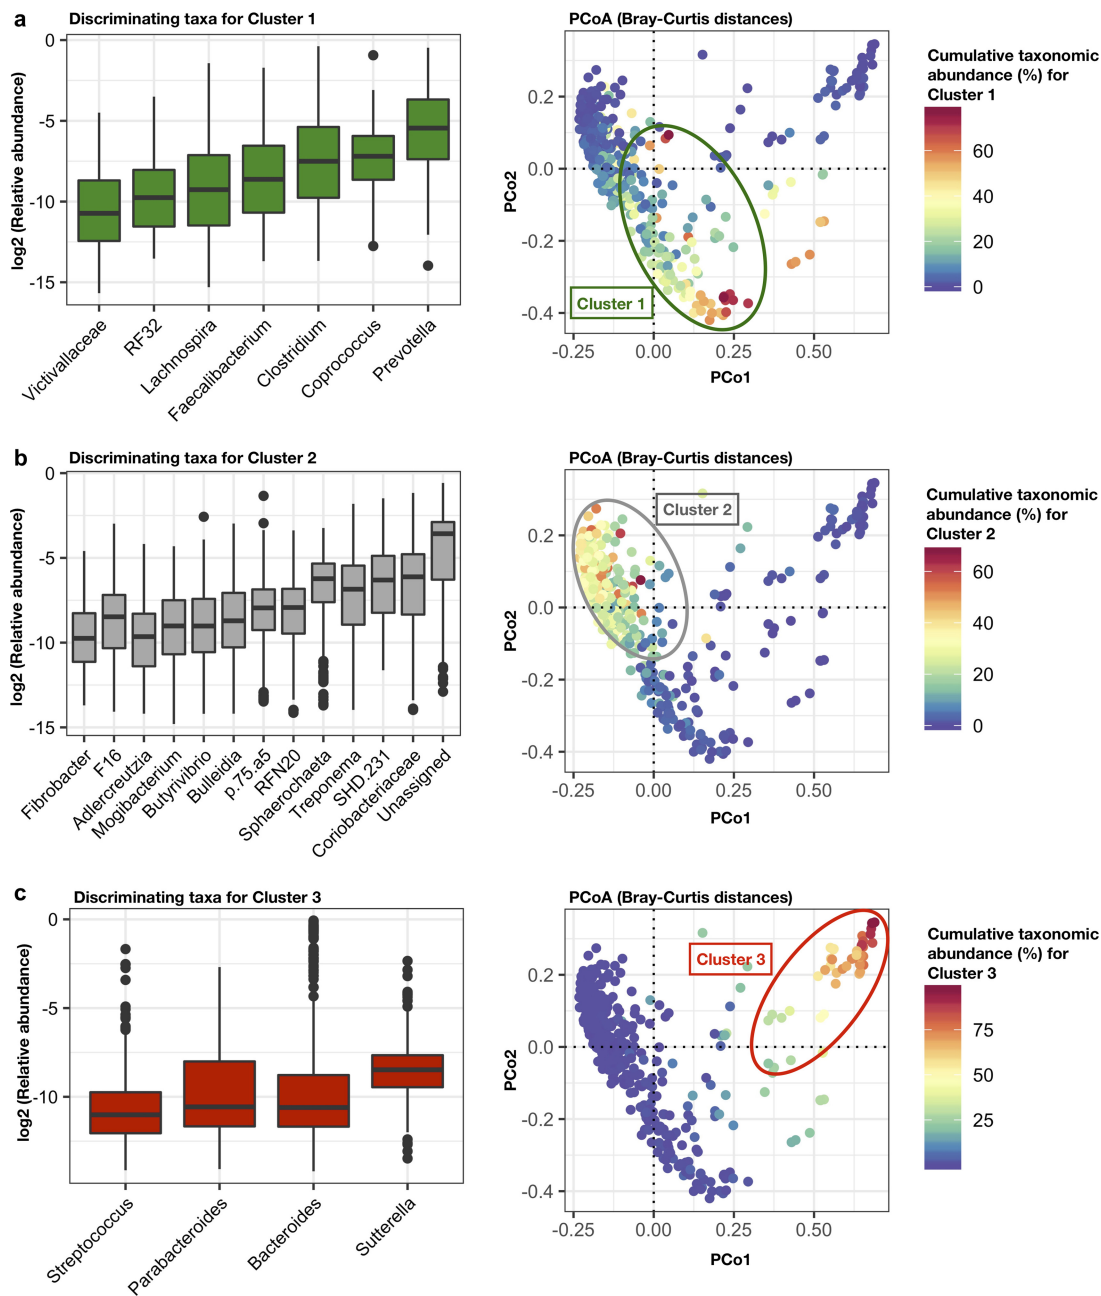 a
Discriminating taxa for Cluster 1
log2 (Relative abundance)
0
-5
-10
-15
Victivallaceae
RF32
Lachnospira
Faecalibacterium
Clostridium
Coprococcus
Prevotella
PCoA (Bray-Curtis distances)
PCo2
0.2
0.0
-0.2
-0.4
Cluster 1
-0.25
0.00
0.25
0.50
PCo1
Cumulative taxonomic
abundance (%) for
Cluster 1
60
40
20
0
b
Discriminating taxa for Cluster 2
log2 (Relative abundance)
0
-5
-10
-15
Fibrobacter
F16
Adlercreutzia
Mogibacterium
Butyrivibrio
Bulleidia
p.75.a5
RFN20
Sphaerochaeta
Treponema
SHD.231
Coriobacteriaceae
Unassigned
PCoA (Bray-Curtis distances)
PCo2
0.2
0.0
-0.2
-0.4
Cluster 2
-0.25
0.00
0.25
0.50
PCo1
Cumulative taxonomic
abundance (%) for
Cluster 2
60
40
20
0
c
Discriminating taxa for Cluster 3
log2 (Relative abundance)
0
-5
-10
Streptococcus
Parabacteroides
Bacteroides
Sutterella
PCoA (Bray-Curtis distances)
PCo2
0.2
0.0
-0.2
-0.4
Cluster 3
-0.25
0.00
0.25
0.50
PCo1
Cumulative taxonomic
abundance (%) for
Cluster 3
75
50
25